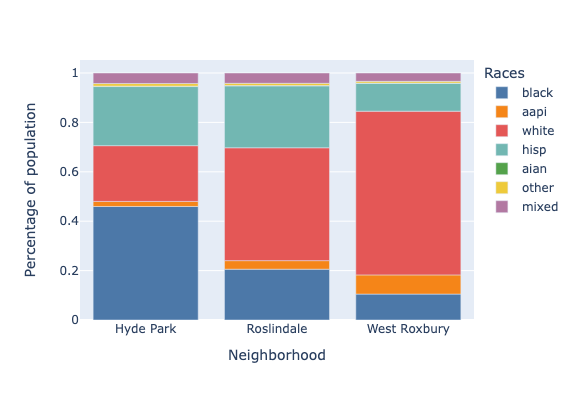 Races
black
aapi
white
hisp
aian
other
mixed
Percentage of population
1
0.8
0.6
0.4
0.2
0
Hyde Park
Roslindale
West Roxbury
Neighborhood